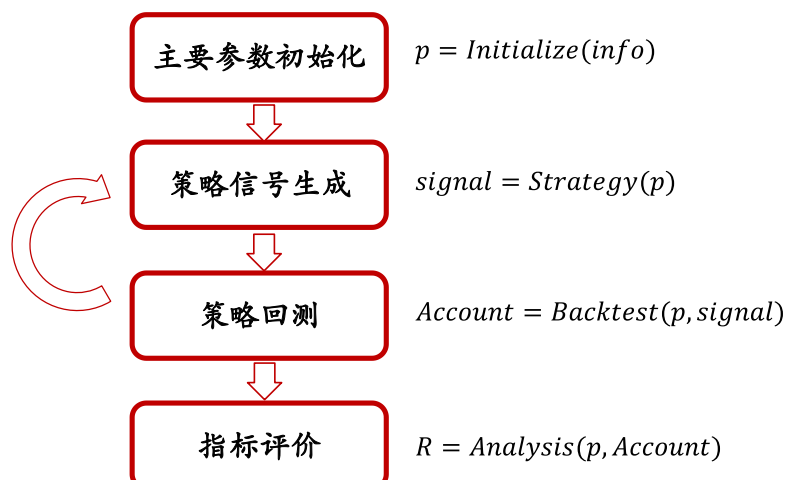 主要参数初始化
p = Initialize(info)
策略信号生成
signal = Strategy(p)
策略回测
Account = Backtest(p, signal)
指标评价
R = Analysis(p, Account)